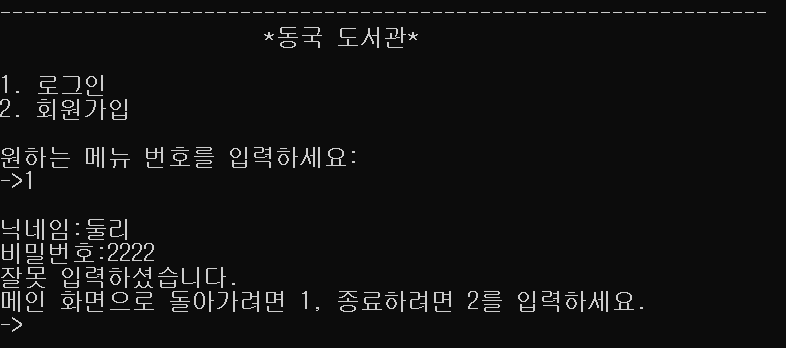 ----------------------------------------------------------------
*동국 도서관*
1. 로그인
2. 회원가입
원하는 메뉴 번호를 입력하세요:
->1
닉네임:둘리
비밀번호:2222
잘못 입력하셨습니다.
메인 화면으로 돌아가려면 1, 종료하려면 2를 입력하세요.
->